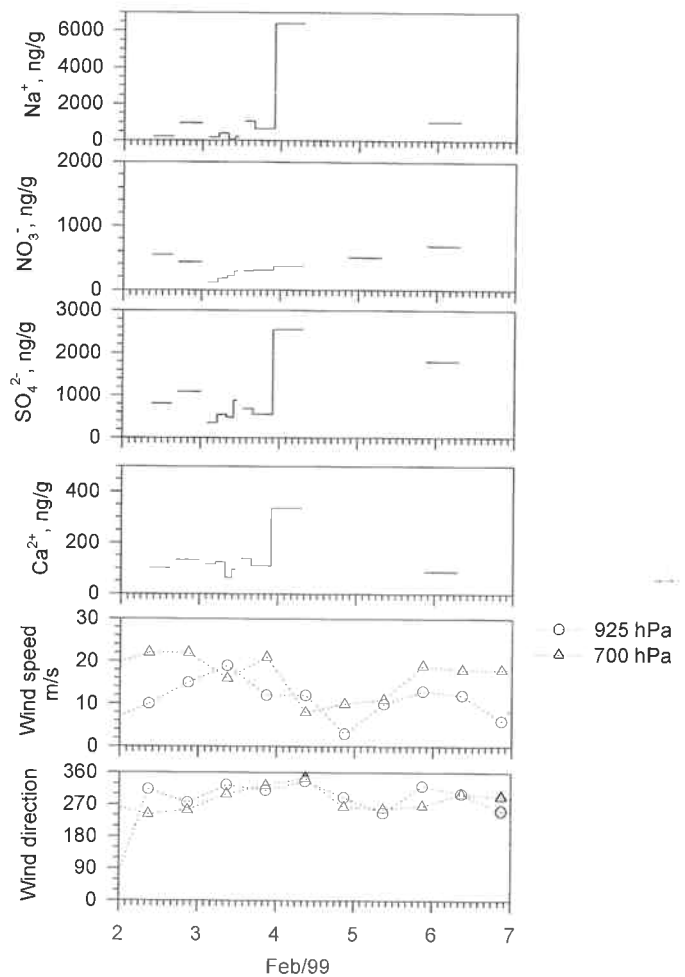 6000
4000
2000
0
Na⁺, ng/g
2000
1000
0
NO₃⁻, ng/g
3000
2000
1000
0
SO₄²⁻, ng/g
400
200
0
Ca²⁺, ng/g
30
20
10
0
Wind speed
m/s
925 hPa
700 hPa
360
270
180
90
0
Wind direction
2 3 4 5 6 7
Feb/99